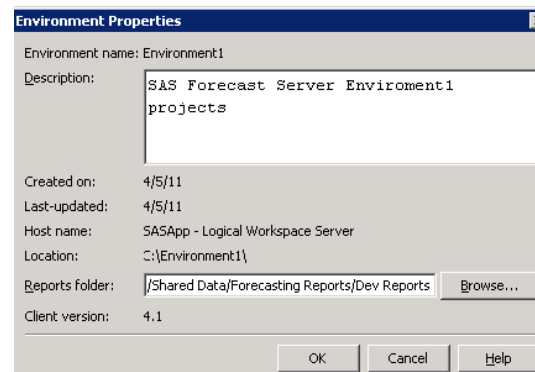 Environment Properties
Environment name: Environment1
Description:
SAS Forecast Server Enviroment1
projects
Created on: 4/5/11
Last-updated: 4/5/11
Host name: SASApp - Logical Workspace Server
Location: C:\Environment1\
Reports folder: /Shared Data/Forecasting Reports/Dev Reports Browse...
Client version: 4.1
OK Cancel Help